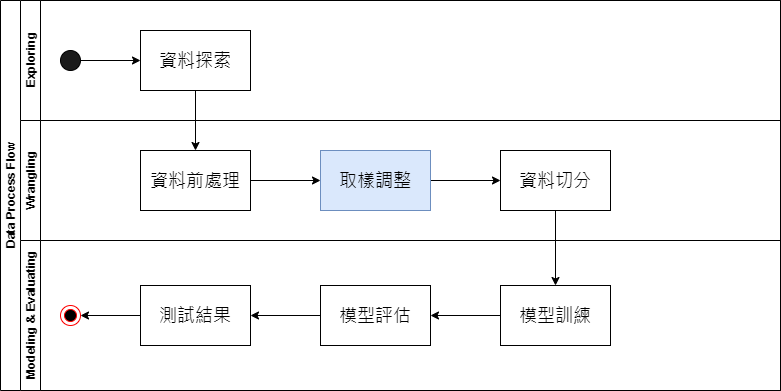 Data Process Flow
Exploring
資料探索
Wrangling
資料前處理
取樣調整
資料切分
Modeling & Evaluating
測試結果
模型評估
模型訓練